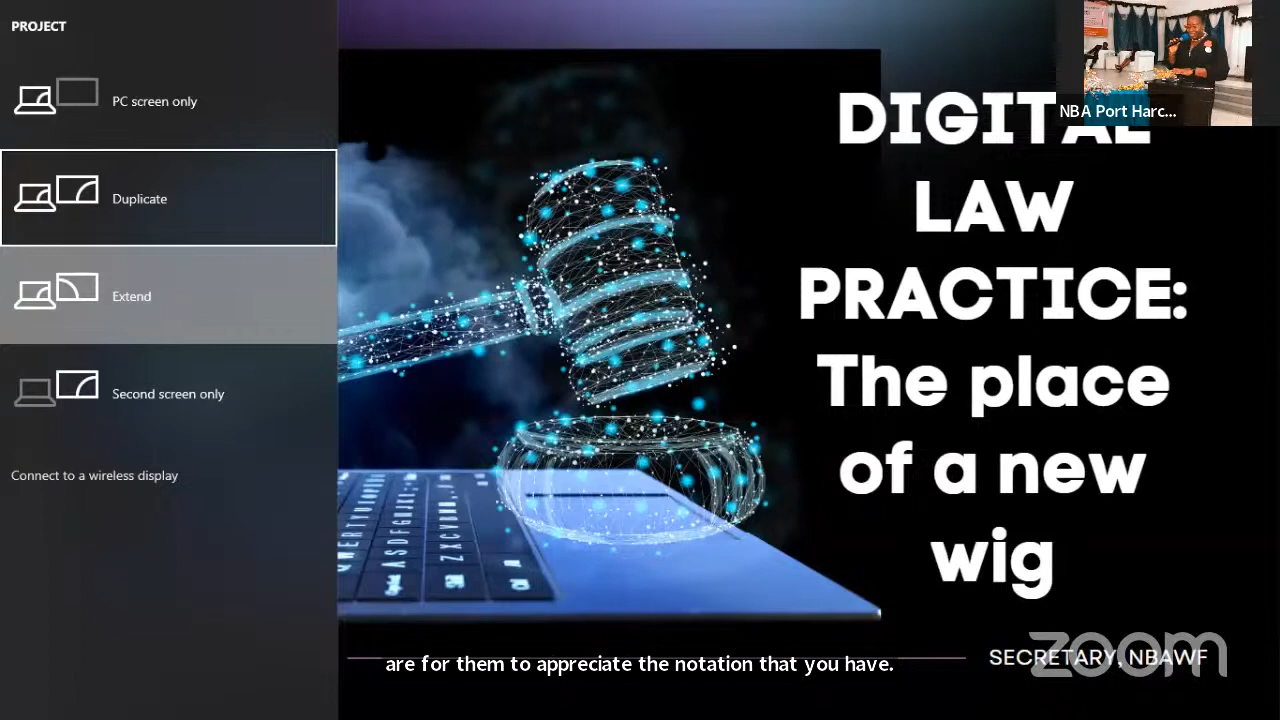 PROJECT
PC screen only
Duplicate
Extend
Second screen only
Connect to a wireless display
NBA Port Harc...
DIGITAL
LAW
PRACTICE:
The place
of a new
wig
SECRETARY, NBAWF
zoom
are for them to appreciate the notation that you have.